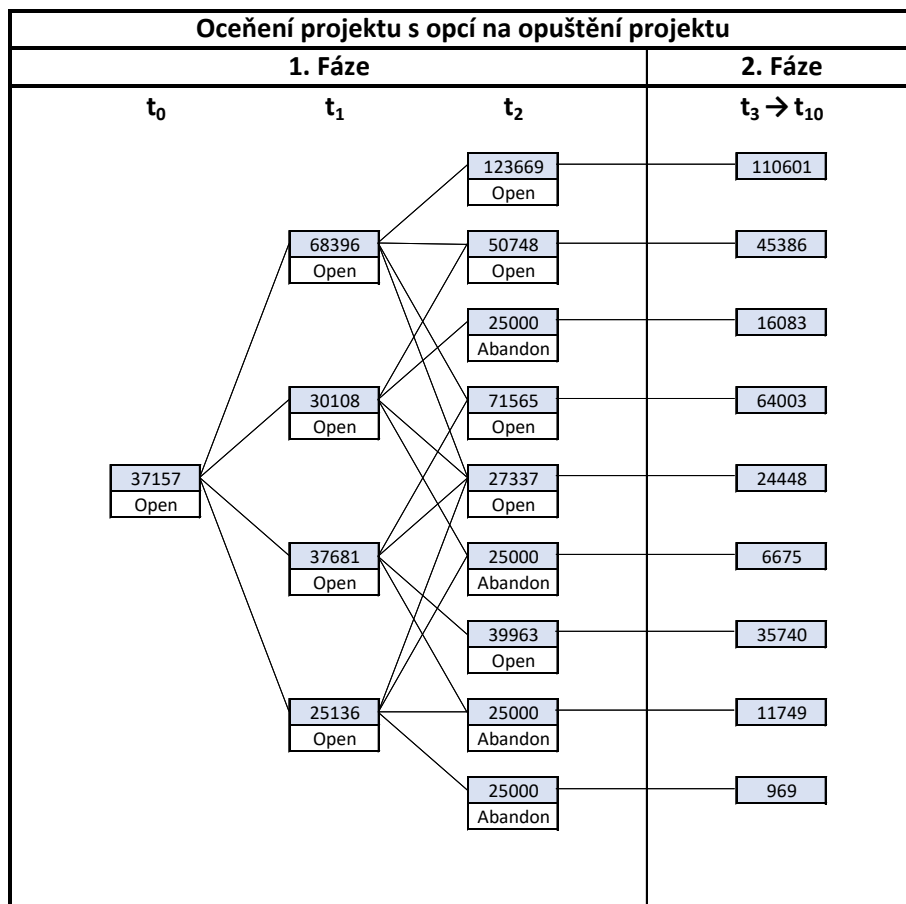 Oceňení projektu s opcí na opuštění projektu
1. Fáze 2. Fáze
t₀ t₁ t₂ t₃ → t₁₀
123669 110601
Open
68396 50748 45386
Open Open
25000 16083
Abandon
30108 71565 64003
Open Open
37157 27337 24448
Open Open
37681 25000 6675
Open Abandon
39963 35740
Open
25136 25000 11749
Open Abandon
25000 969
Abandon